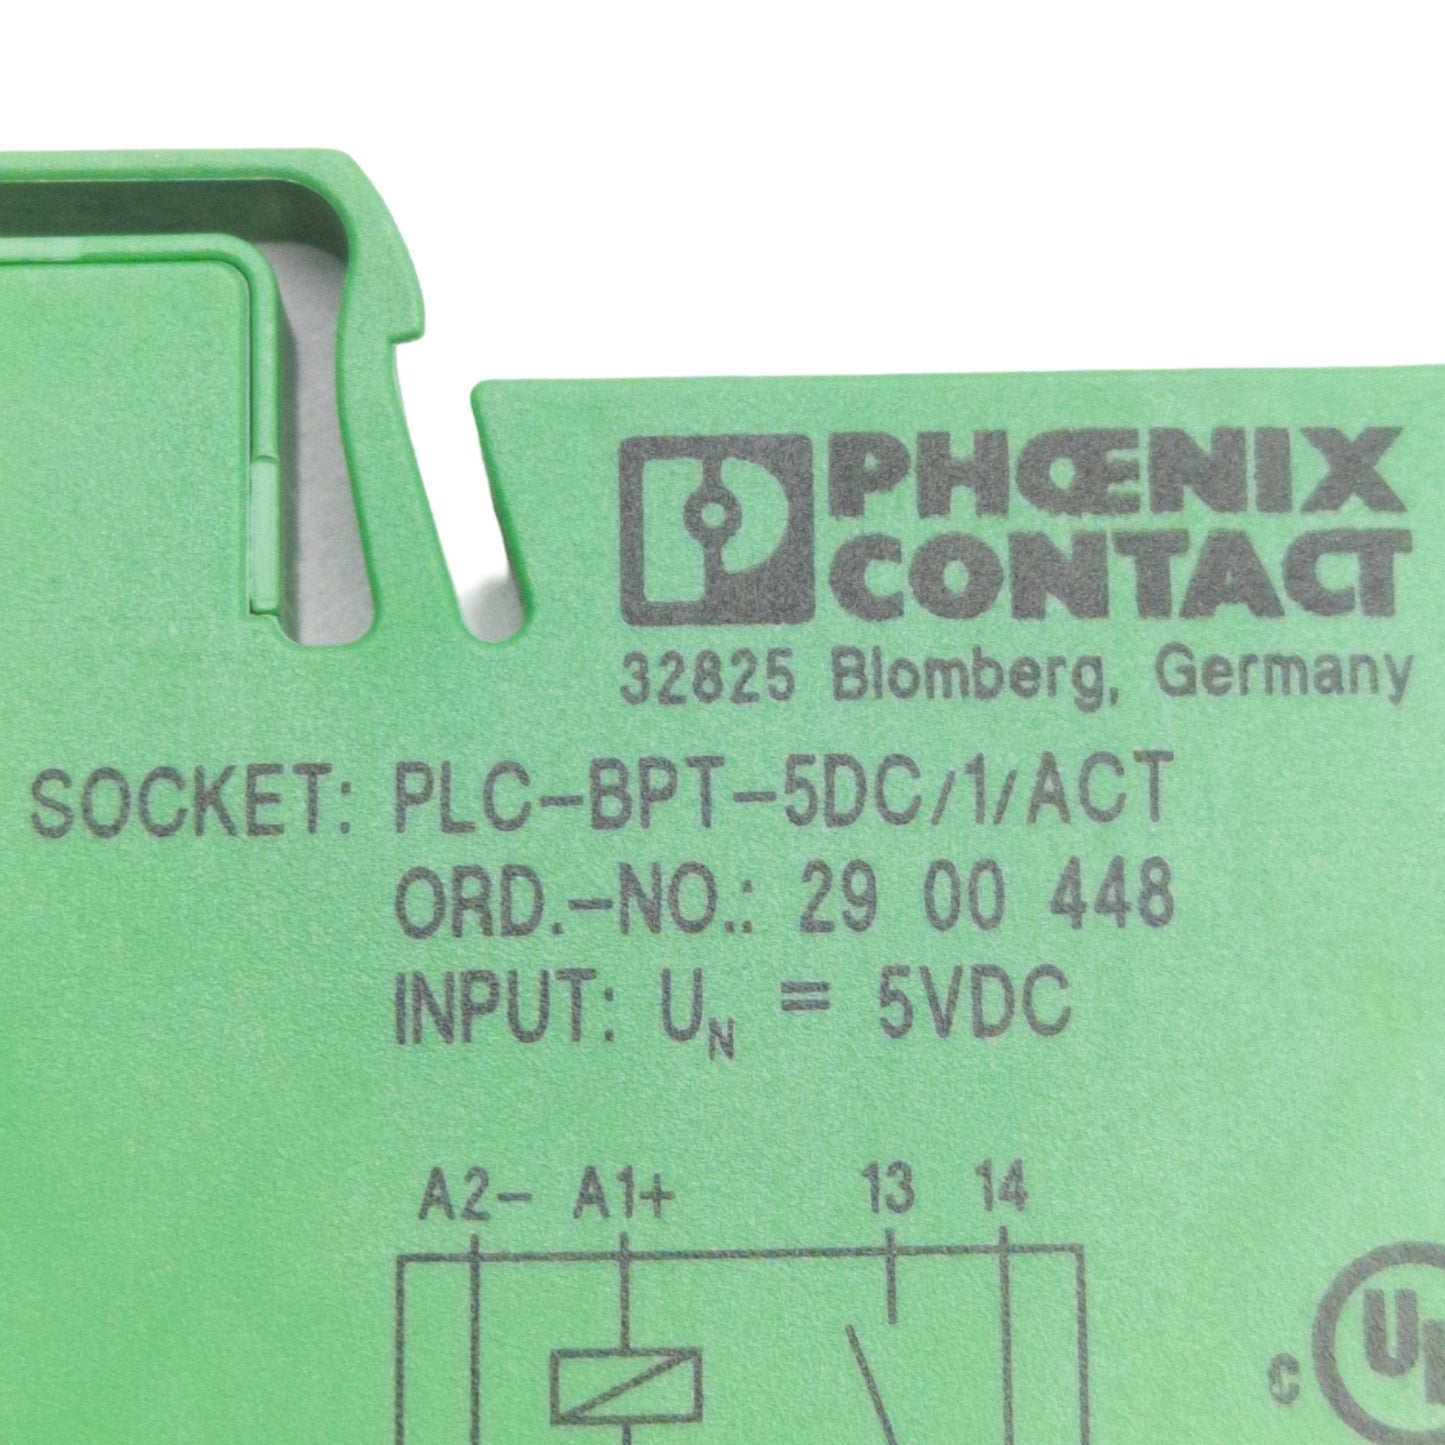 PHŒNIX
CONTACT
32825 Blomberg, Germany
SOCKET: PLC-BPT-5DC/1/ACT
ORD.-NO.: 29 00 448
INPUT: UN = 5VDC
A2- A1+ 13 14
C U